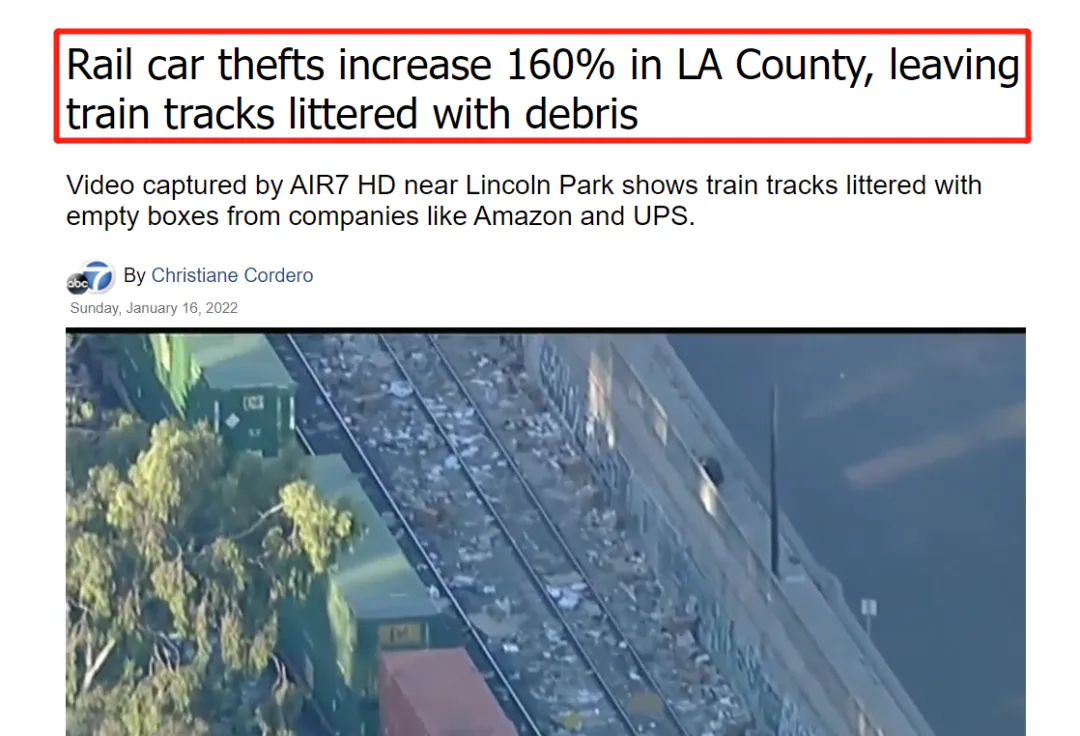 Rail car thefts increase 160% in LA County, leaving
train tracks littered with debris
Video captured by AIR7 HD near Lincoln Park shows train tracks littered with
empty boxes from companies like Amazon and UPS.
abc 7 By Christiane Cordero
Sunday, January 16, 2022